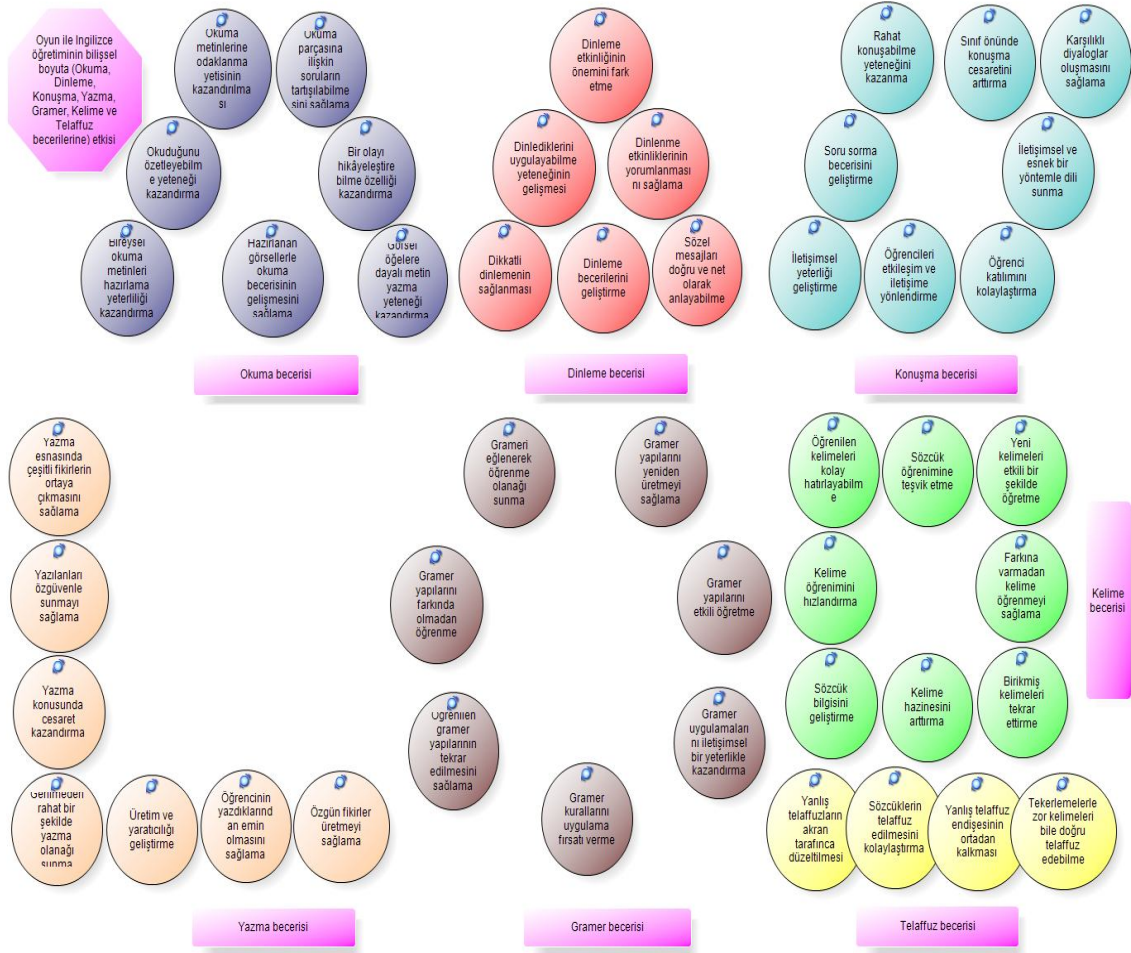 Oyun ile İngilizce
öğretiminin bilişsel
boyuta (Okuma,
Dinleme,
Konuşma, Yazma,
Gramer, Kelime ve
Telaffuz
becerilerine) etkisi
Okuma
metinlerine
odaklanma
yetisinin
kazandırılma
sı
Okuma
parçasına
ilişkin
soruların
tartışılabilme
sini sağlama
Okuduğunu
özetleyebilm
e yeteneği
kazandırma
Bir olayı
hikâyeleştire
bilme özelliği
kazandırma
Bireysel
okuma
metinleri
hazırlama
yeterliliği
kazandırma
Hazırlanan
görsellerle
okuma
becerisinin
gelişmesini
sağlama
Görsel
öğelere
dayalı metin
yazma
yeteneği
kazandırma
Okuma becerisi
Dinleme
etkinliğinin
önemini fark
etme
Dinlediklerini
uygulayabilme
yeteneğinin
gelişmesi
Dinlenme
etkinliklerinin
yorumlanması
nı sağlama
Dikkatli
dinlemenin
sağlanması
Dinleme
becerilerini
geliştirme
Sözel
mesajları
doğru ve net
olarak
anlayabilme
Dinleme becerisi
Rahat
konuşabilme
yeteneğini
kazanma
Sınıf önünde
konuşma
cesaretini
arttırma
Karşılıklı
diyaloglar
oluşmasını
sağlama
Soru sorma
becerisini
geliştirme
İletişimsel
ve esnek bir
yöntemle dili
sunma
İletişimsel
yeterliği
geliştirme
Öğrencileri
etkileşim ve
iletişime
yönlendirme
Öğrenci
katılımını
kolaylaştırma
Konuşma becerisi
Yazma
esnasında
çeşitli fikirlerin
ortaya
çıkmasını
sağlama
Yazılanları
özgüvenle
sunmayı
sağlama
Yazma
konusunda
cesaret
kazandırma
Gerilmeden
rahat bir
şekilde
yazma
olanağı
sunma
Üretim ve
yaratıcılığı
geliştirme
Öğrencinin
yazdıklarınd
an emin
olmasını
sağlama
Özgün fikirler
üretmeyi
sağlama
Yazma becerisi
Grameri
eğlenerek
öğrenme
olanağı
sunma
Gramer
yapılarını
yeniden
üretmeyi
sağlama
Gramer
yapılarını
farkında
olmadan
öğrenme
Gramer
yapılarını
etkili öğretme
Öğrenilen
gramer
yapılarının
tekrar
edilmesini
sağlama
Gramer
uygulamaları
nı iletişimsel
bir yeterlikle
kazandırma
Gramer
kurallarını
uygulama
fırsatı verme
Gramer becerisi
Öğrenilen
kelimeleri
kolay
hatırlayabilm
e
Sözcük
öğrenimine
teşvik etme
Yeni
kelimeleri
etkili bir
şekilde
öğretme
Kelime
öğrenimini
hızlandırma
Farkına
varmadan
kelime
öğrenmeyi
sağlama
Sözcük
bilgisini
geliştirme
Kelime
hazinesini
arttırma
Birikmiş
kelimeleri
tekrar
ettirme
Kelime
becerisi
Yanlış
telaffuzların
akran
tarafınca
düzeltilmesi
Sözcüklerin
telaffuz
edilmesini
kolaylaştırma
Yanlış telaffuz
endişesinin
ortadan
kalkması
Tekerlemelerle
zor kelimeleri
bile doğru
telaffuz
edebilme
Telaffuz becerisi